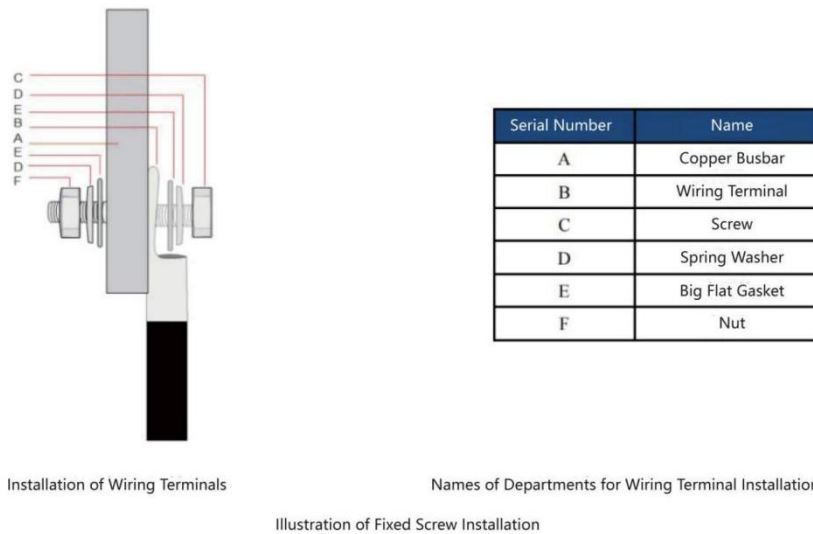 C
D
E
B
A
E
D
F
Serial Number Name
A Copper Busbar
B Wiring Terminal
C Screw
D Spring Washer
E Big Flat Gasket
F Nut
Installation of Wiring Terminals
Names of Departments for Wiring Terminal Installation
Illustration of Fixed Screw Installation